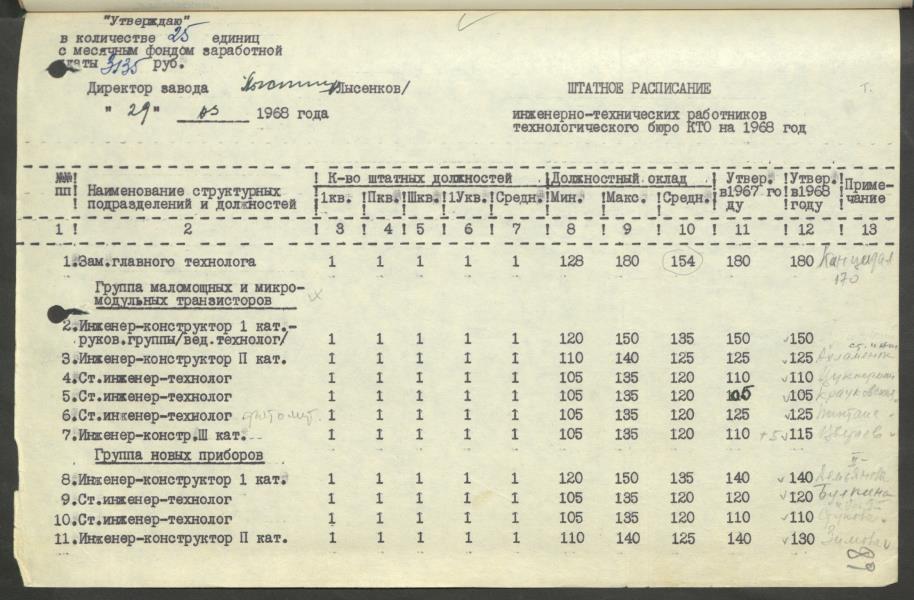 "Утверждаю"
в количестве 25 единиц
с месячным фондом заработной
платы 3135 руб.
Директор завода /Лысенков/
"29" 1968 года
ШТАТНОЕ РАСПИСАНИЕ
инженерно-технических работников
технологического бюро КТО на 1968 год
№№ пп ! Наименование структурных подразделений и должностей ! К-во штатных должностей ! Должностный оклад ! Утвер. в1967 году ! Утвер. в1968 году ! Примечание
! 1кв. ! Пкв. ! Шкв. ! 1Укв. ! Средн. ! Мин. ! Макс. ! Средн.
1 ! 2 ! 3 ! 4 ! 5 ! 6 ! 7 ! 8 ! 9 ! 10 ! 11 ! 12 ! 13
1. Зам.главного технолога 1 1 1 1 1 128 180 154 180 180
170
Группа маломощных и микро-
модульных транзисторов
2. Инженер-конструктор 1 кат.-
руков.группы/вед.технолог/ 1 1 1 1 1 120 150 135 150 150
3. Инженер-конструктор П кат. 1 1 1 1 1 110 140 125 125 125
4. Ст.инженер-технолог 1 1 1 1 1 105 135 120 110 110
5. Ст.инженер-технолог 1 1 1 1 1 105 135 120 105 105
6. Ст.инженер-технолог 1 1 1 1 1 105 135 120 125 125
7. Инженер-констр.Ш кат. 1 1 1 1 1 105 135 120 110 +5 115
Группа новых приборов
8. Инженер-конструктор 1 кат. 1 1 1 1 1 120 150 135 140 140
9. Ст.инженер-технолог 1 1 1 1 1 105 135 120 120 120 Булкина
10. Ст.инженер-технолог 1 1 1 1 1 105 135 120 110 110
11. Инженер-конструктор П кат. 1 1 1 1 1 110 140 125 140 130
68